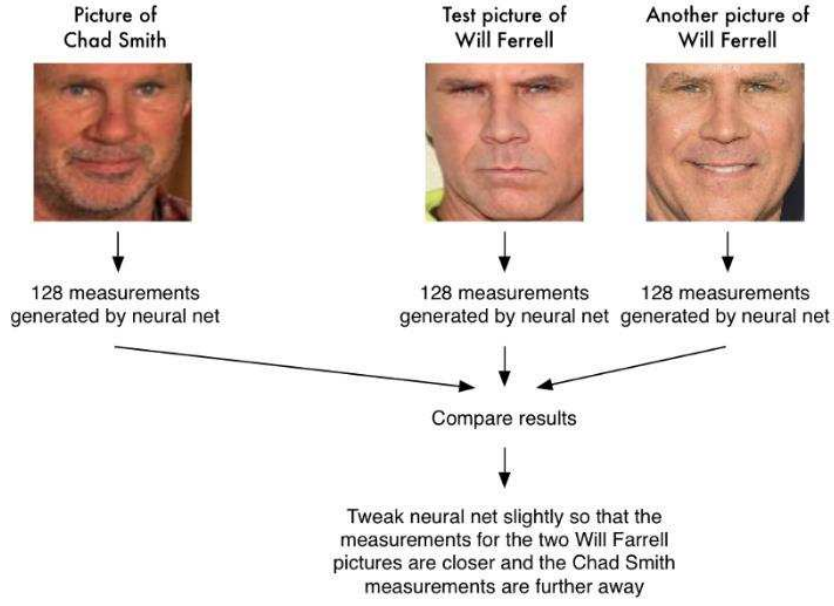 Picture of
Chad Smith
Test picture of
Will Ferrell
Another picture of
Will Ferrell
128 measurements
generated by neural net
128 measurements
generated by neural net
128 measurements
generated by neural net
Compare results
Tweak neural net slightly so that the
measurements for the two Will Farrell
pictures are closer and the Chad Smith
measurements are further away